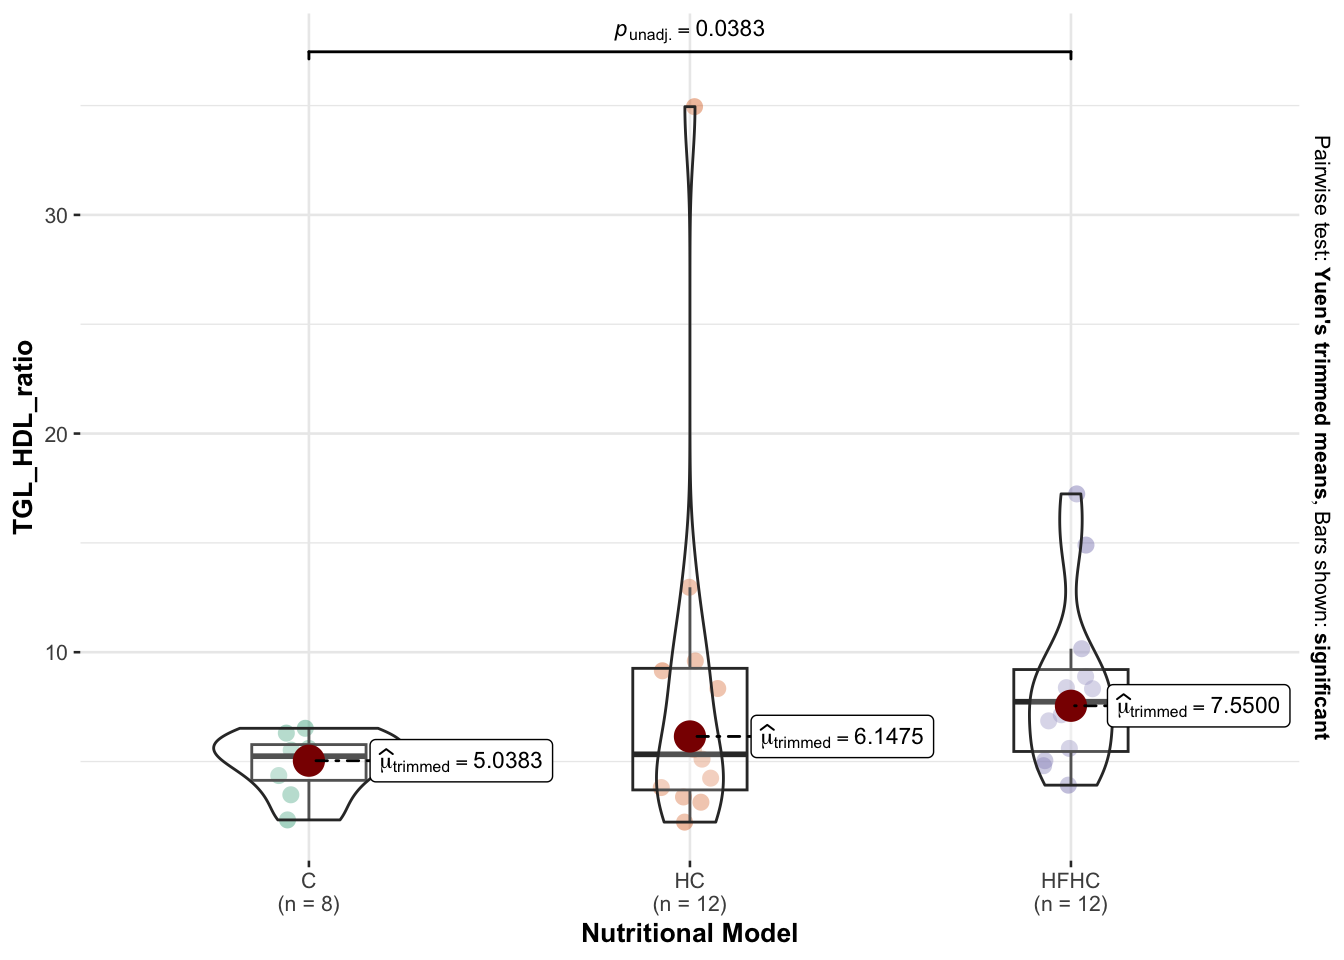 p unadj. = 0.0383
TGL_HDL_ratio
30
20
10
μ̂ trimmed = 5.0383
μ̂ trimmed = 6.1475
μ̂ trimmed = 7.5500
C
(n = 8)
HC
(n = 12)
HFHC
(n = 12)
Nutritional Model
Pairwise test: Yuen's trimmed means, Bars shown: significant